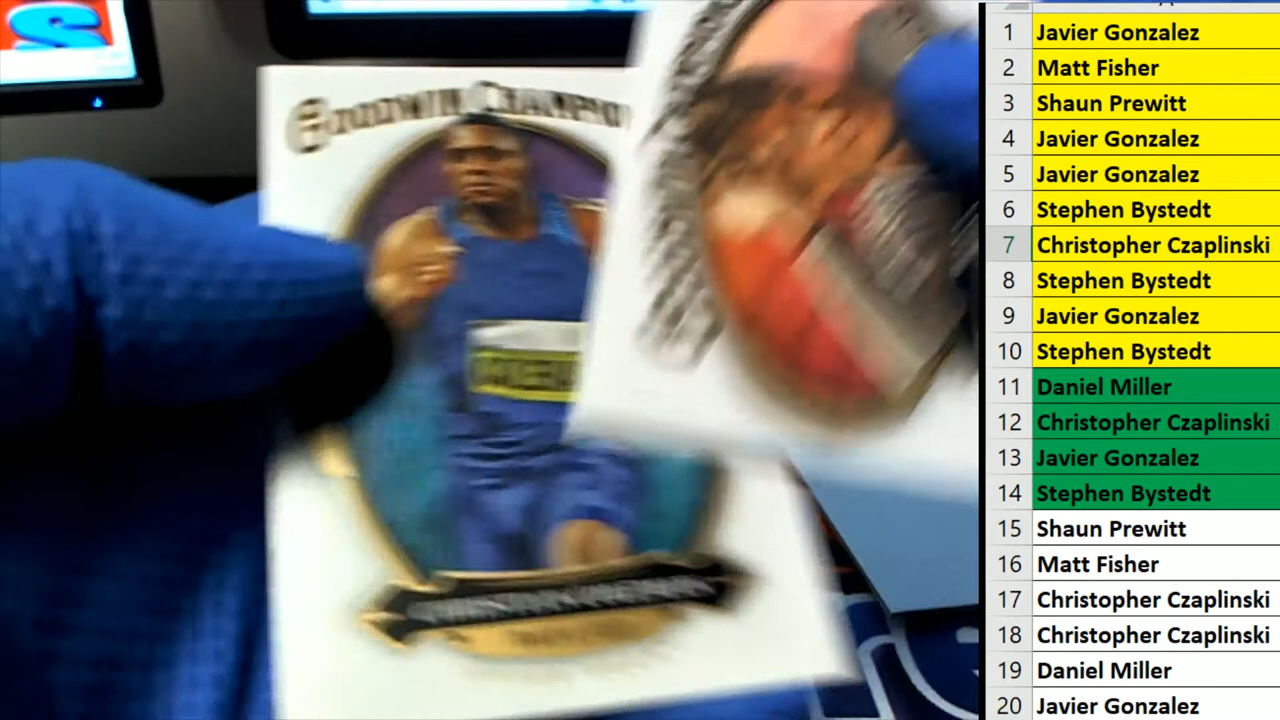 S
GOODWIN CHAMPIO
1 Javier Gonzalez
2 Matt Fisher
3 Shaun Prewitt
4 Javier Gonzalez
5 Javier Gonzalez
6 Stephen Bystedt
7 Christopher Czaplinski
8 Stephen Bystedt
9 Javier Gonzalez
10 Stephen Bystedt
11 Daniel Miller
12 Christopher Czaplinski
13 Javier Gonzalez
14 Stephen Bystedt
15 Shaun Prewitt
16 Matt Fisher
17 Christopher Czaplinski
18 Christopher Czaplinski
19 Daniel Miller
20 Javier Gonzalez